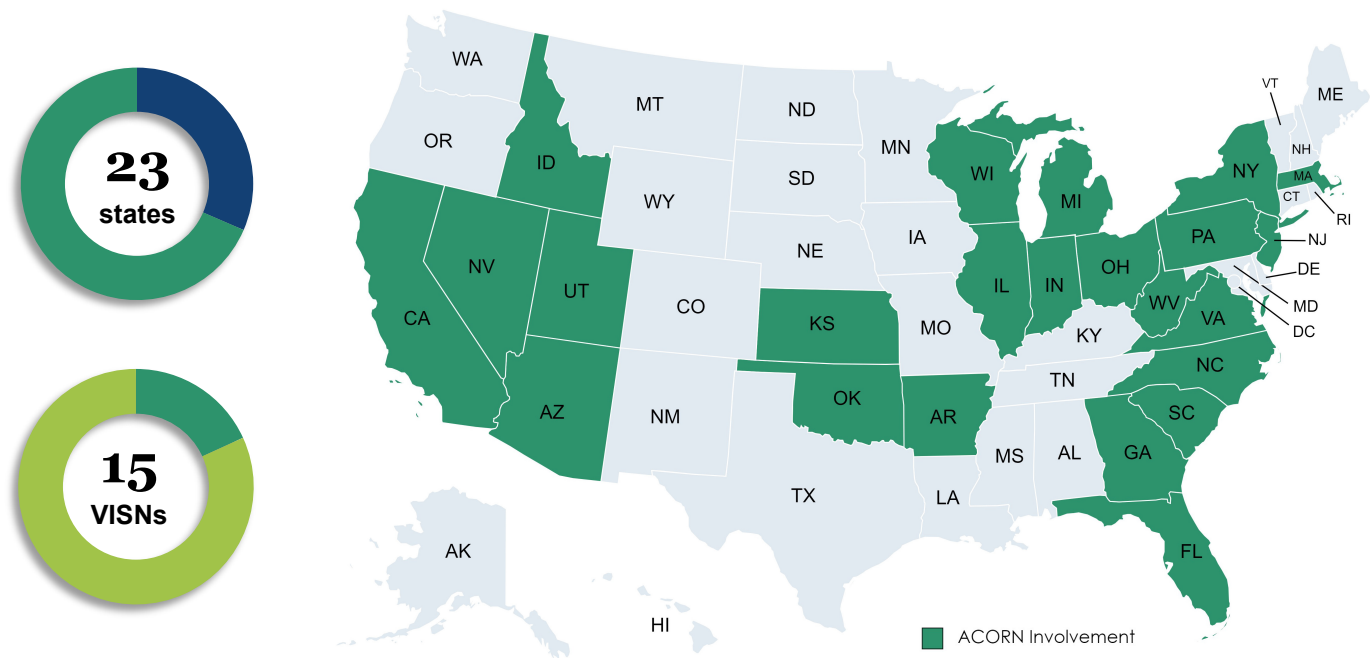 23
states
15
VISNs
WA
MT
ND
MN
VT
ME
OR
ID
SD
WI
MI
NY
NH
MA
CT
RI
WY
IA
NE
PA
NJ
NV
UT
CO
IL
IN
OH
DE
MD
DC
CA
KS
MO
WV
VA
KY
AZ
NM
OK
AR
TN
NC
SC
TX
LA
MS
AL
GA
FL
AK
HI
ACORN Involvement